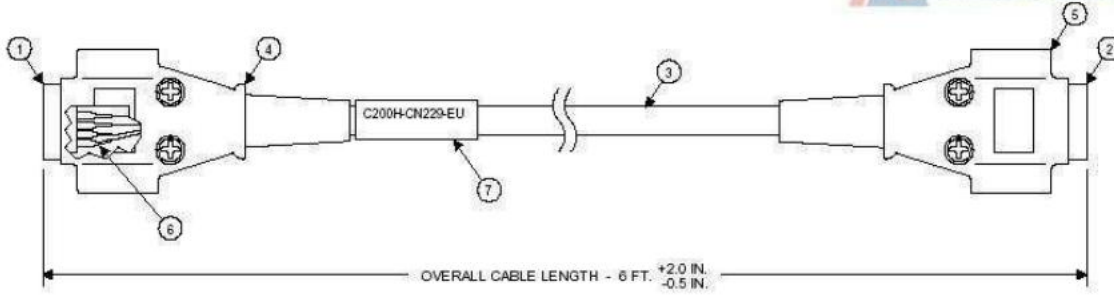 5
1
4
3
2
C200H-CN229-EU
7
6
OVERALL CABLE LENGTH - 6 FT. +2.0 IN.
-0.5 IN.